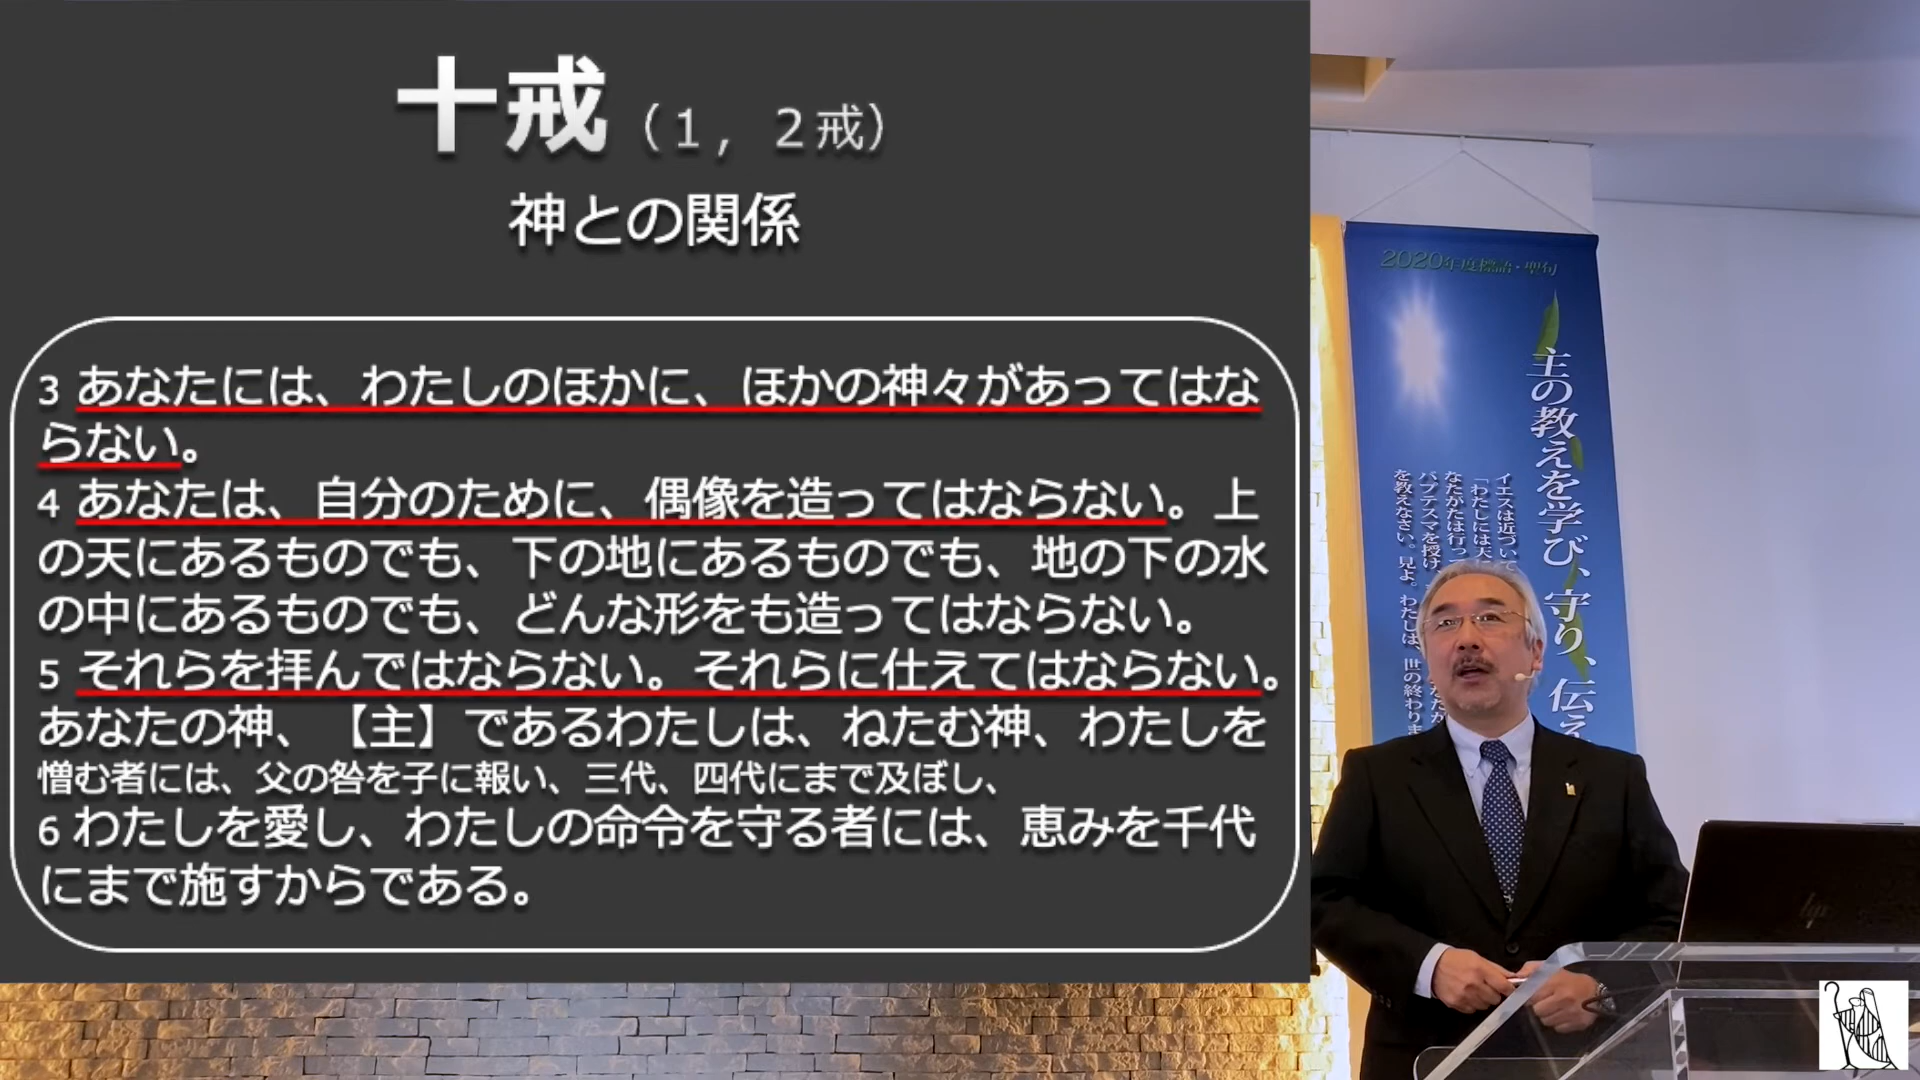 十戒（１，２戒）
神との関係
3 あなたには、わたしのほかに、ほかの神々があってはな
らない。
4 あなたは、自分のために、偶像を造ってはならない。上
の天にあるものでも、下の地にあるものでも、地の下の水
の中にあるものでも、どんな形をも造ってはならない。
5 それらを拝んではならない。それらに仕えてはならない。
あなたの神、【主】であるわたしは、ねたむ神、わたしを
憎む者には、父の咎を子に報い、三代、四代にまで及ぼし、
6 わたしを愛し、わたしの命令を守る者には、恵みを千代
にまで施すからである。
2020年度標語・聖句
主の教えを学び、守り、伝え
イエスは近づいて
「わたしには天
なたがたは行って
バプテスマを授け、
を教えなさい。見よ。わたしは、世の終わりま
hp